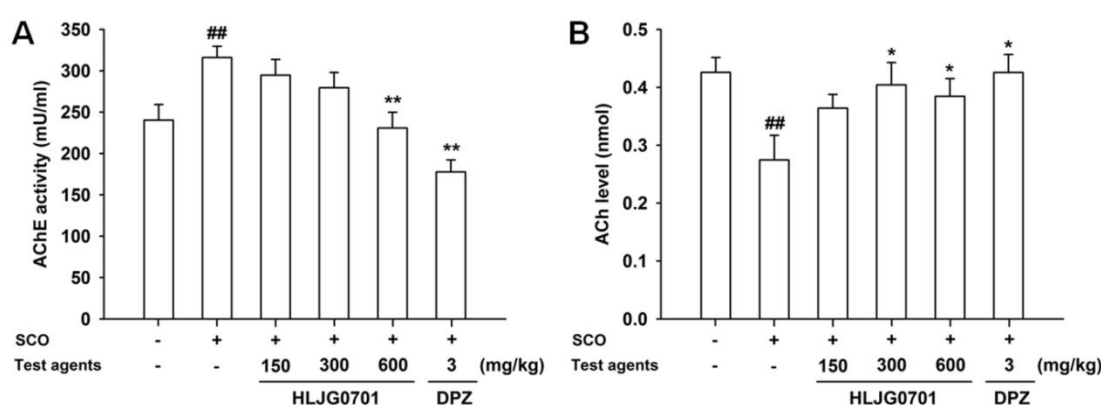 A
AChE activity (mU/ml)
350
300
250
200
150
100
50
0
##
**
**
SCO - + + + + +
Test agents - - 150 300 600 3 (mg/kg)
HLJG0701 DPZ
B
ACh level (nmol)
0.5
0.4
0.3
0.2
0.1
0.0
##
*
*
*
SCO - + + + + +
Test agents - - 150 300 600 3 (mg/kg)
HLJG0701 DPZ